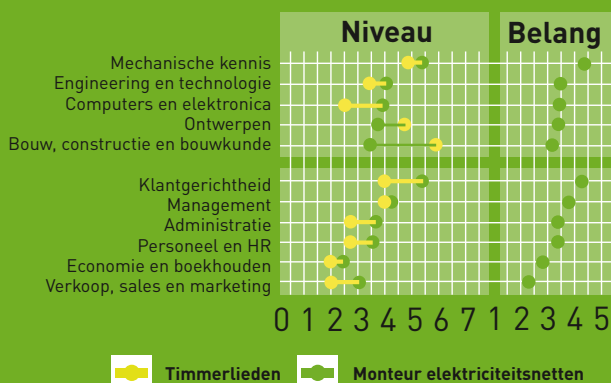 Niveau Belang
Mechanische kennis
Engineering en technologie
Computers en elektronica
Ontwerpen
Bouw, constructie en bouwkunde
Klantgerichtheid
Management
Administratie
Personeel en HR
Economie en boekhouden
Verkoop, sales en marketing
0 1 2 3 4 5 6 7 1 2 3 4 5
Timmerlieden Monteur elektriciteitsnetten